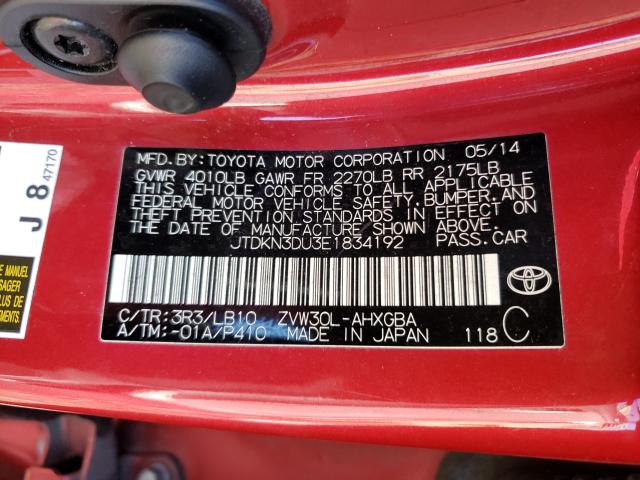 MFD.BY:TOYOTA MOTOR CORPORATION 05/14
GVWR 4010LB GAWR FR 2270LB RR 2175LB
THIS VEHICLE CONFORMS TO ALL APPLICABLE
FEDERAL MOTOR VEHICLE SAFETY, BUMPER, AND
THEFT PREVENTION STANDARDS IN EFFECT ON
THE DATE OF MANUFACTURE SHOWN ABOVE.
JTDKN3DU3E1834192 PASS.CAR
C/TR:3R3/LB10 ZVW30L-AHXGBA
A/TM:-01A/P410 MADE IN JAPAN 118 C
J 8 47170
SAGER